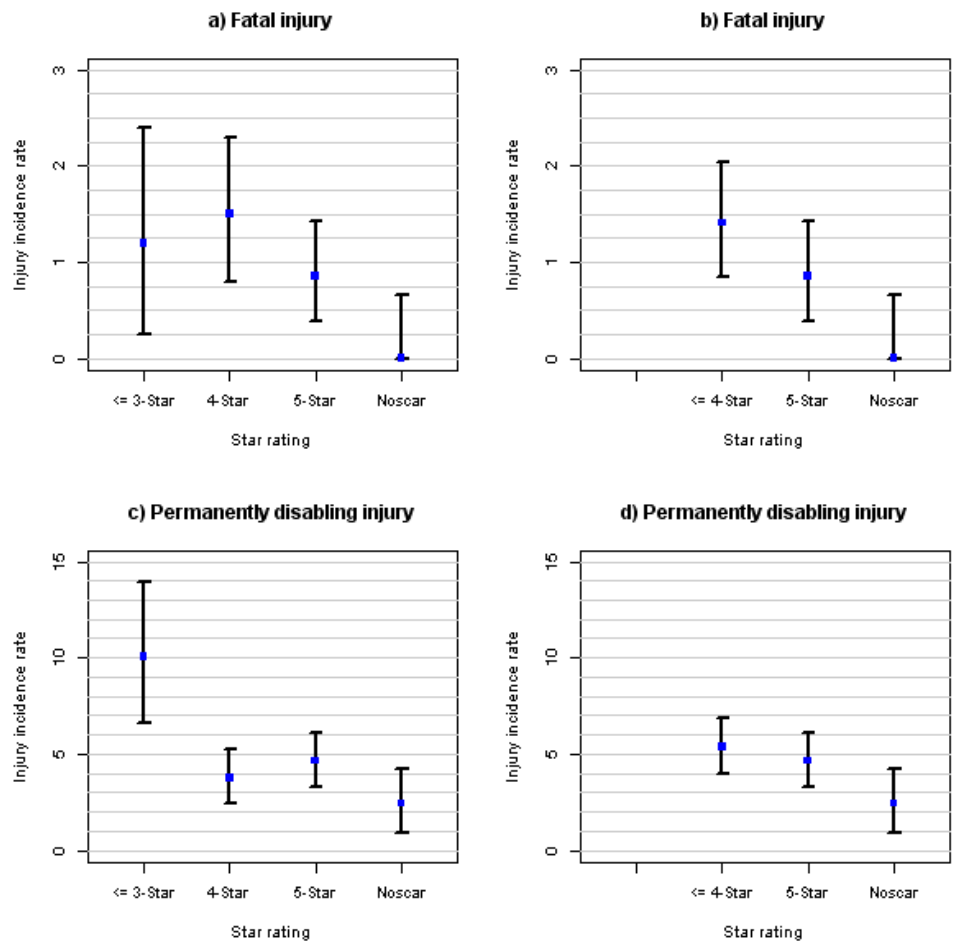 a) Fatal injury
3
2
1
0
Injury incidence rate
<= 3-Star 4-Star 5-Star Noscar
Star rating
b) Fatal injury
3
2
1
0
Injury incidence rate
<= 4-Star 5-Star Noscar
Star rating
c) Permanently disabling injury
15
10
5
0
Injury incidence rate
<= 3-Star 4-Star 5-Star Noscar
Star rating
d) Permanently disabling injury
15
10
5
0
Injury incidence rate
<= 4-Star 5-Star Noscar
Star rating